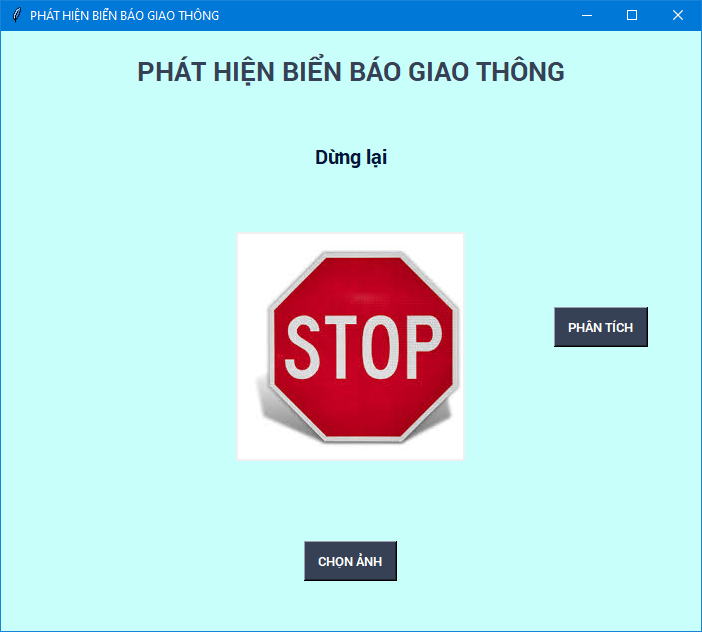 PHÁT HIỆN BIỂN BÁO GIAO THÔNG
PHÁT HIỆN BIỂN BÁO GIAO THÔNG
Dừng lại
STOP
PHÂN TÍCH
CHỌN ẢNH